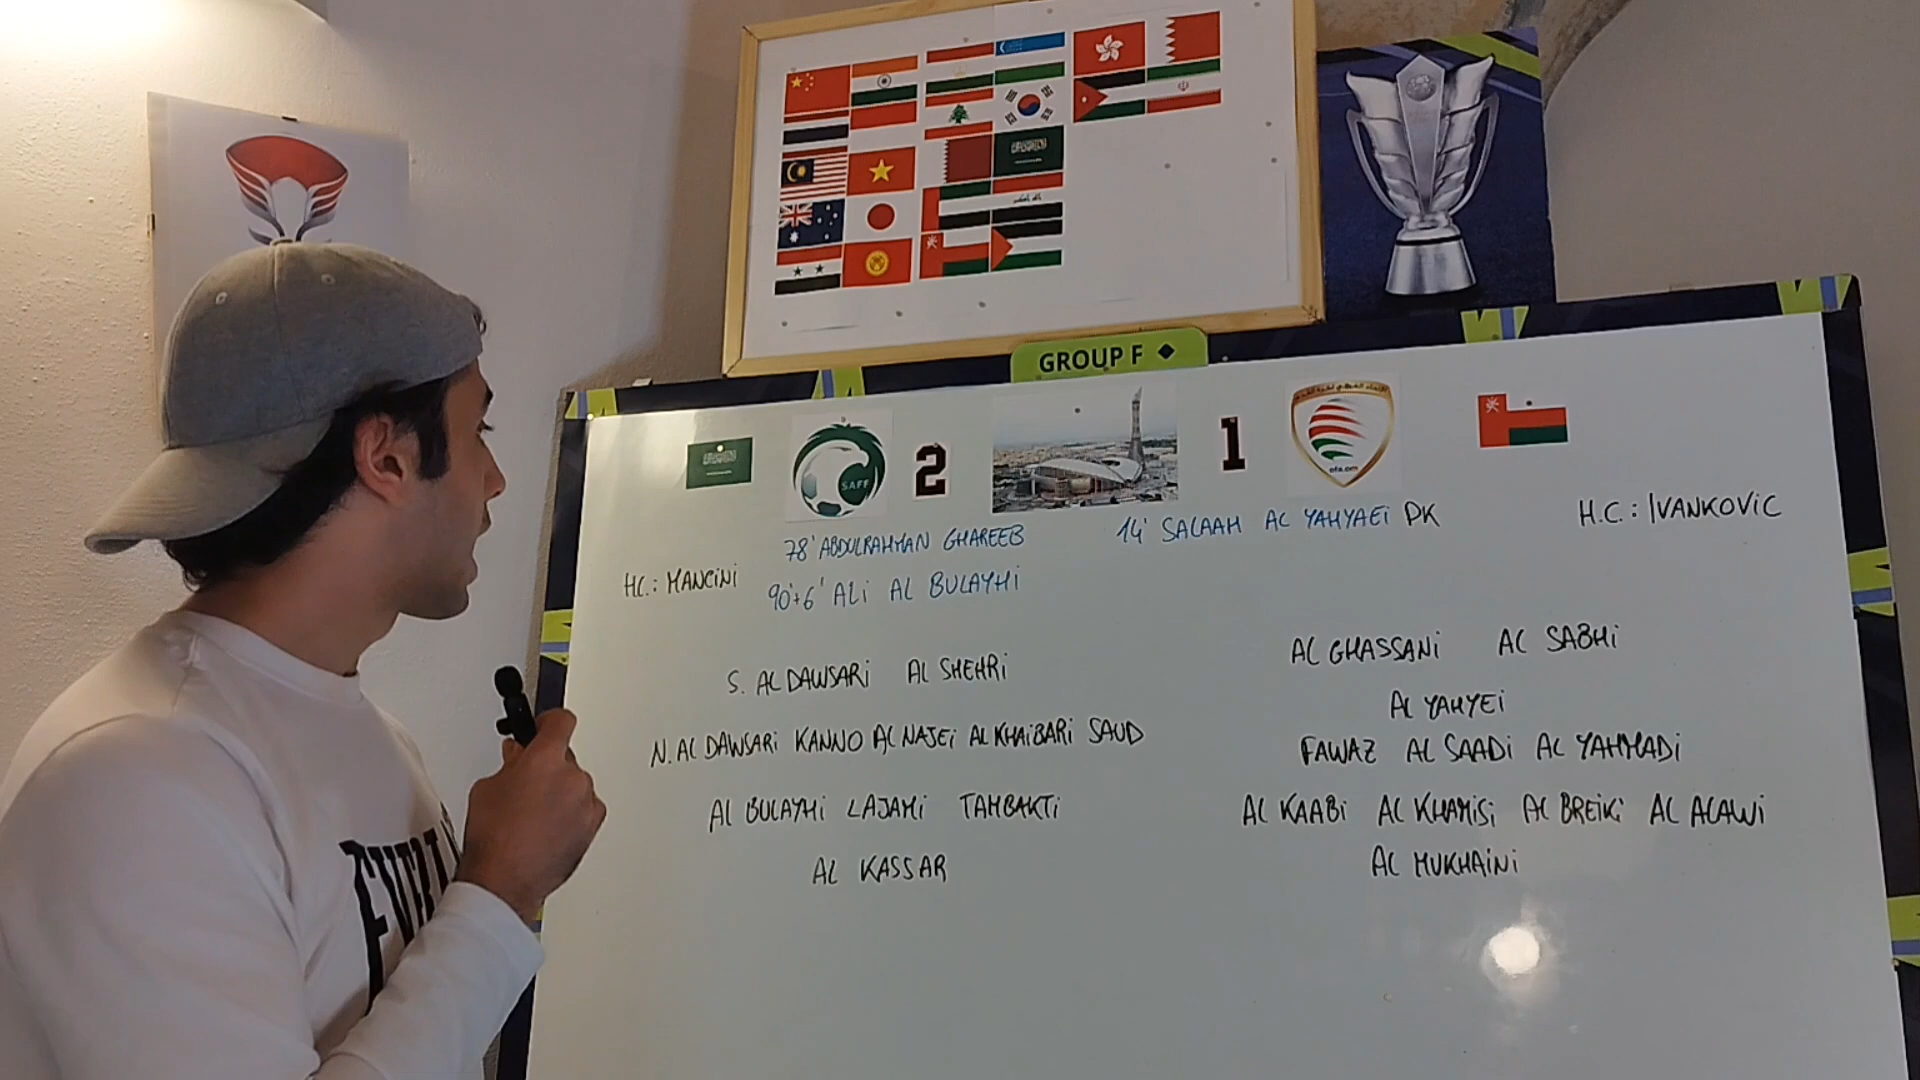 GROUP F
SAFF
2
1
ofa.om
78' ABDULRAHMAN GHAREEB
14' SALAAH AL YAHYAEI PK
H.C.: IVANKOVIC
H.C.: MANCINI
90'+6' ALI AL BULAYHI
S. AL DAWSARI AL SHEHRI
AL GHASSANI AL SABHI
AL YAHYEI
N. AL DAWSARI KANNO AL NAJEI AL KHAIBARI SAUD
FAWAZ AL SAADI AL YAHMADI
AL BULAYHI LAJAMI TAMBAKTI
AL KAABI AL KHAMISI AL BREIKI AL ALAWI
AL KASSAR
AL MUKHAINI